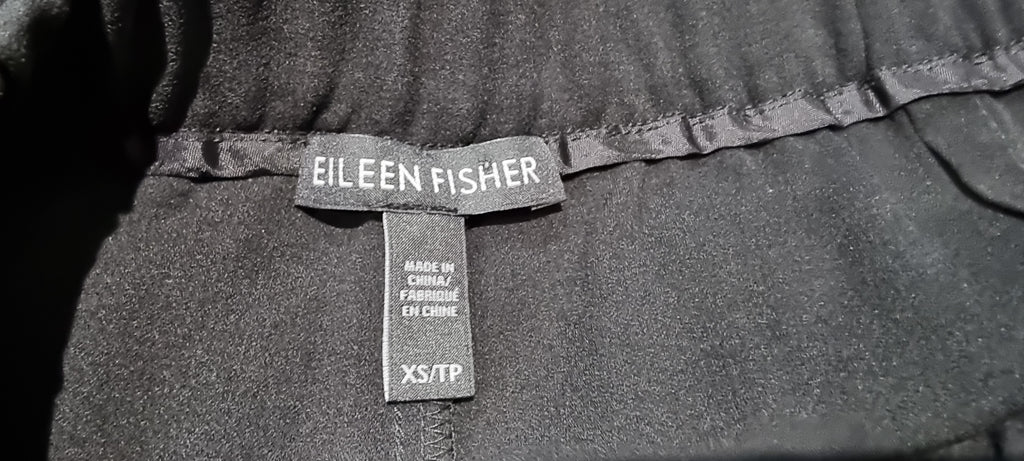 EILEEN FISHER
MADE IN
CHINA/
FABRIQUÉ
EN CHINE
XS/TP